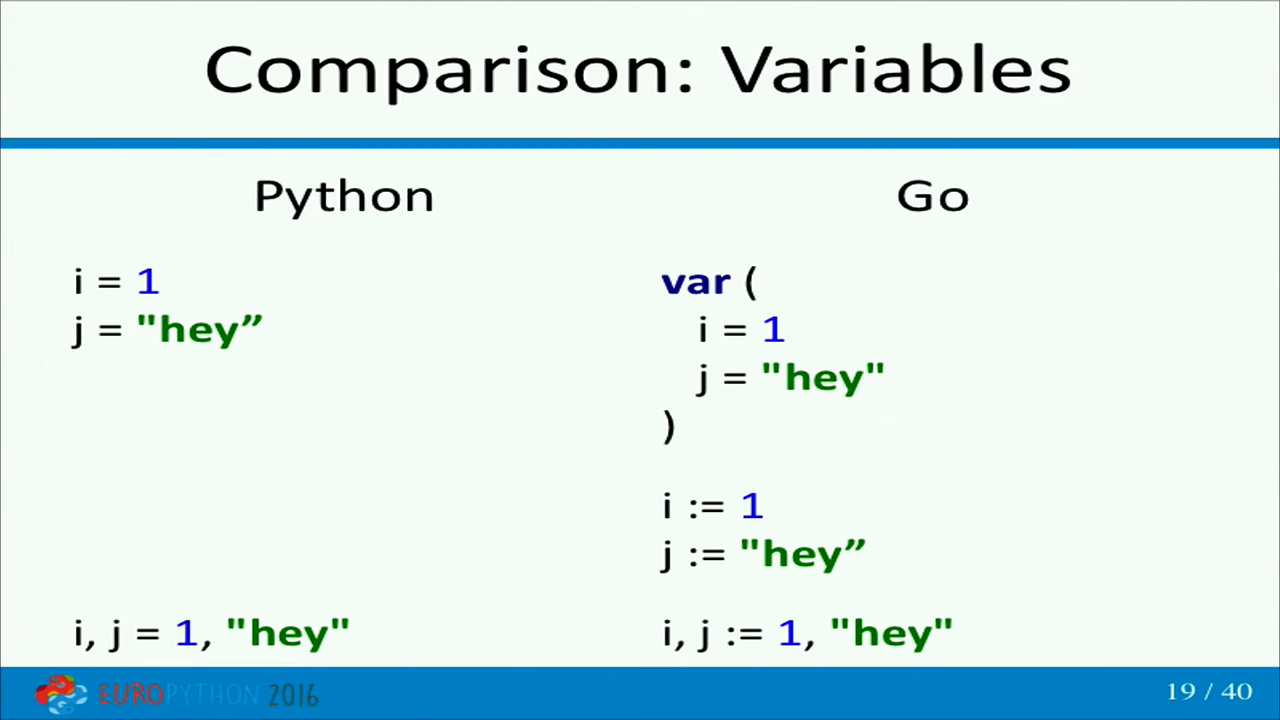 Comparison: Variables
Python
i = 1
j = "hey”
i, j = 1, "hey"
Go
var (
i = 1
j = "hey"
)
i := 1
j := "hey”
i, j := 1, "hey"
EUROPYTHON 2016
19 / 40